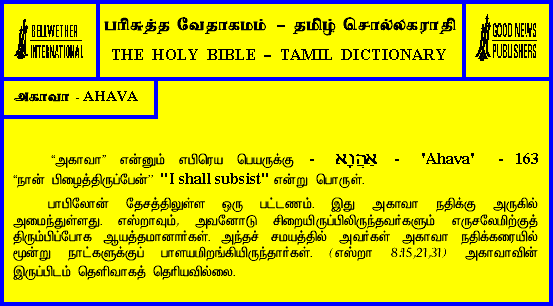 BELLWETHER
INTERNATIONAL
பரிசுத்த வேதாகமம் – தமிழ் சொல்லகராதி
THE HOLY BIBLE – TAMIL DICTIONARY
GOOD NEWS
PUBLISHERS
அகாவா - AHAVA
“அகாவா” என்னும் எபிரெய பெயருக்கு - אַהֲוָא - 'Ahava' - 163
“நான் பிழைத்திருப்பேன்” "I shall subsist" என்று பொருள்.
பாபிலோன் தேசத்திலுள்ள ஒரு பட்டணம். இது அகாவா நதிக்கு அருகில்
அமைந்துள்ளது. எஸ்றாவும், அவனோடு சிறையிருப்பிலிருந்தவர்களும் எருசலேமிற்குத்
திரும்பிப்போக ஆயத்தமானார்கள். அந்தச் சமயத்தில் அவர்கள் அகாவா நதிக்கரையில்
மூன்று நாட்களுக்குப் பாளயமிறங்கியிருந்தார்கள். (எஸ்றா 8:15,21,31) அகாவாவின்
இருப்பிடம் தெளிவாகத் தெரியவில்லை.